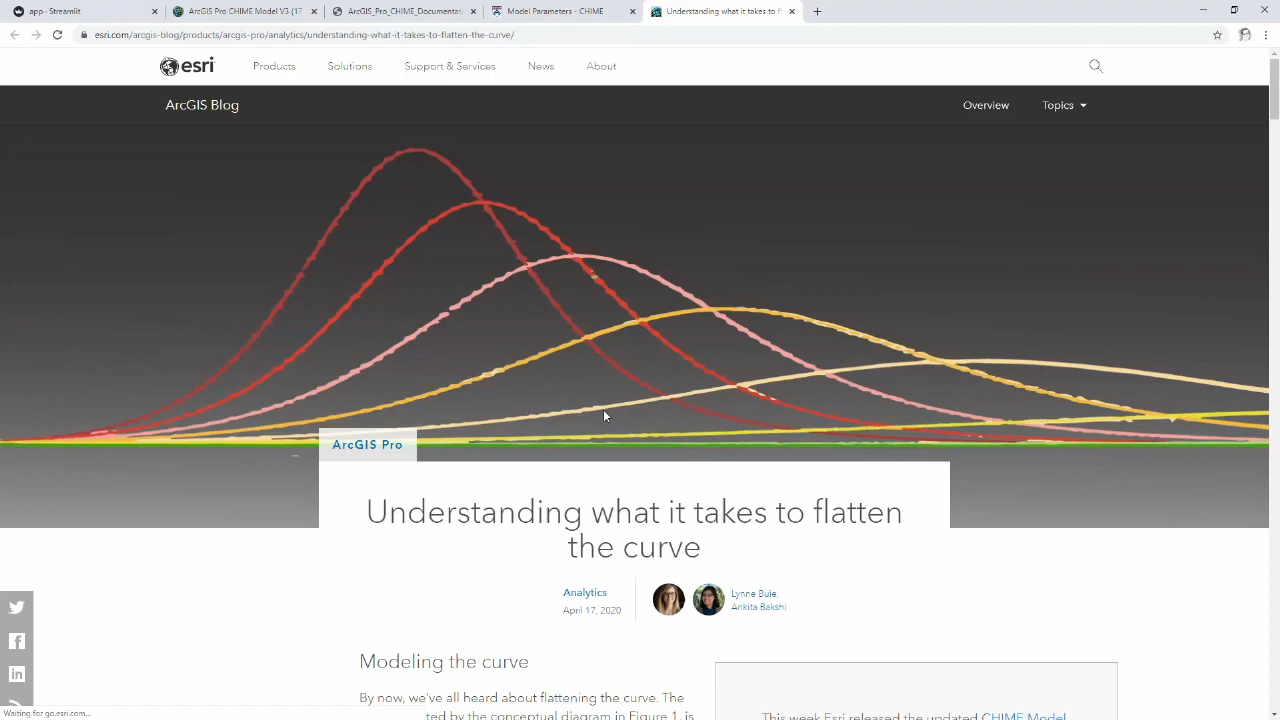 app - Streamlit
ArcGIS Pro CHIME Model V3 (17
ArcGIS_Pro_CHIME_Documentati
Model Parameters - CHIME
Understanding what it takes to f
esri.com/arcgis-blog/products/arcgis-pro/analytics/understanding-what-it-takes-to-flatten-the-curve/
esri
Products
Solutions
Support & Services
News
About
ArcGIS Blog
Overview
Topics
ArcGIS Pro
Understanding what it takes to flatten
the curve
Analytics
April 17, 2020
Lynne Buie,
Ankita Bakshi
Modeling the curve
By now, we've all heard about flattening the curve. The
ted by the conceptual diagram in Figure 1, is
This week Esri released the updated CHIME Model
Waiting for go.esri.com...